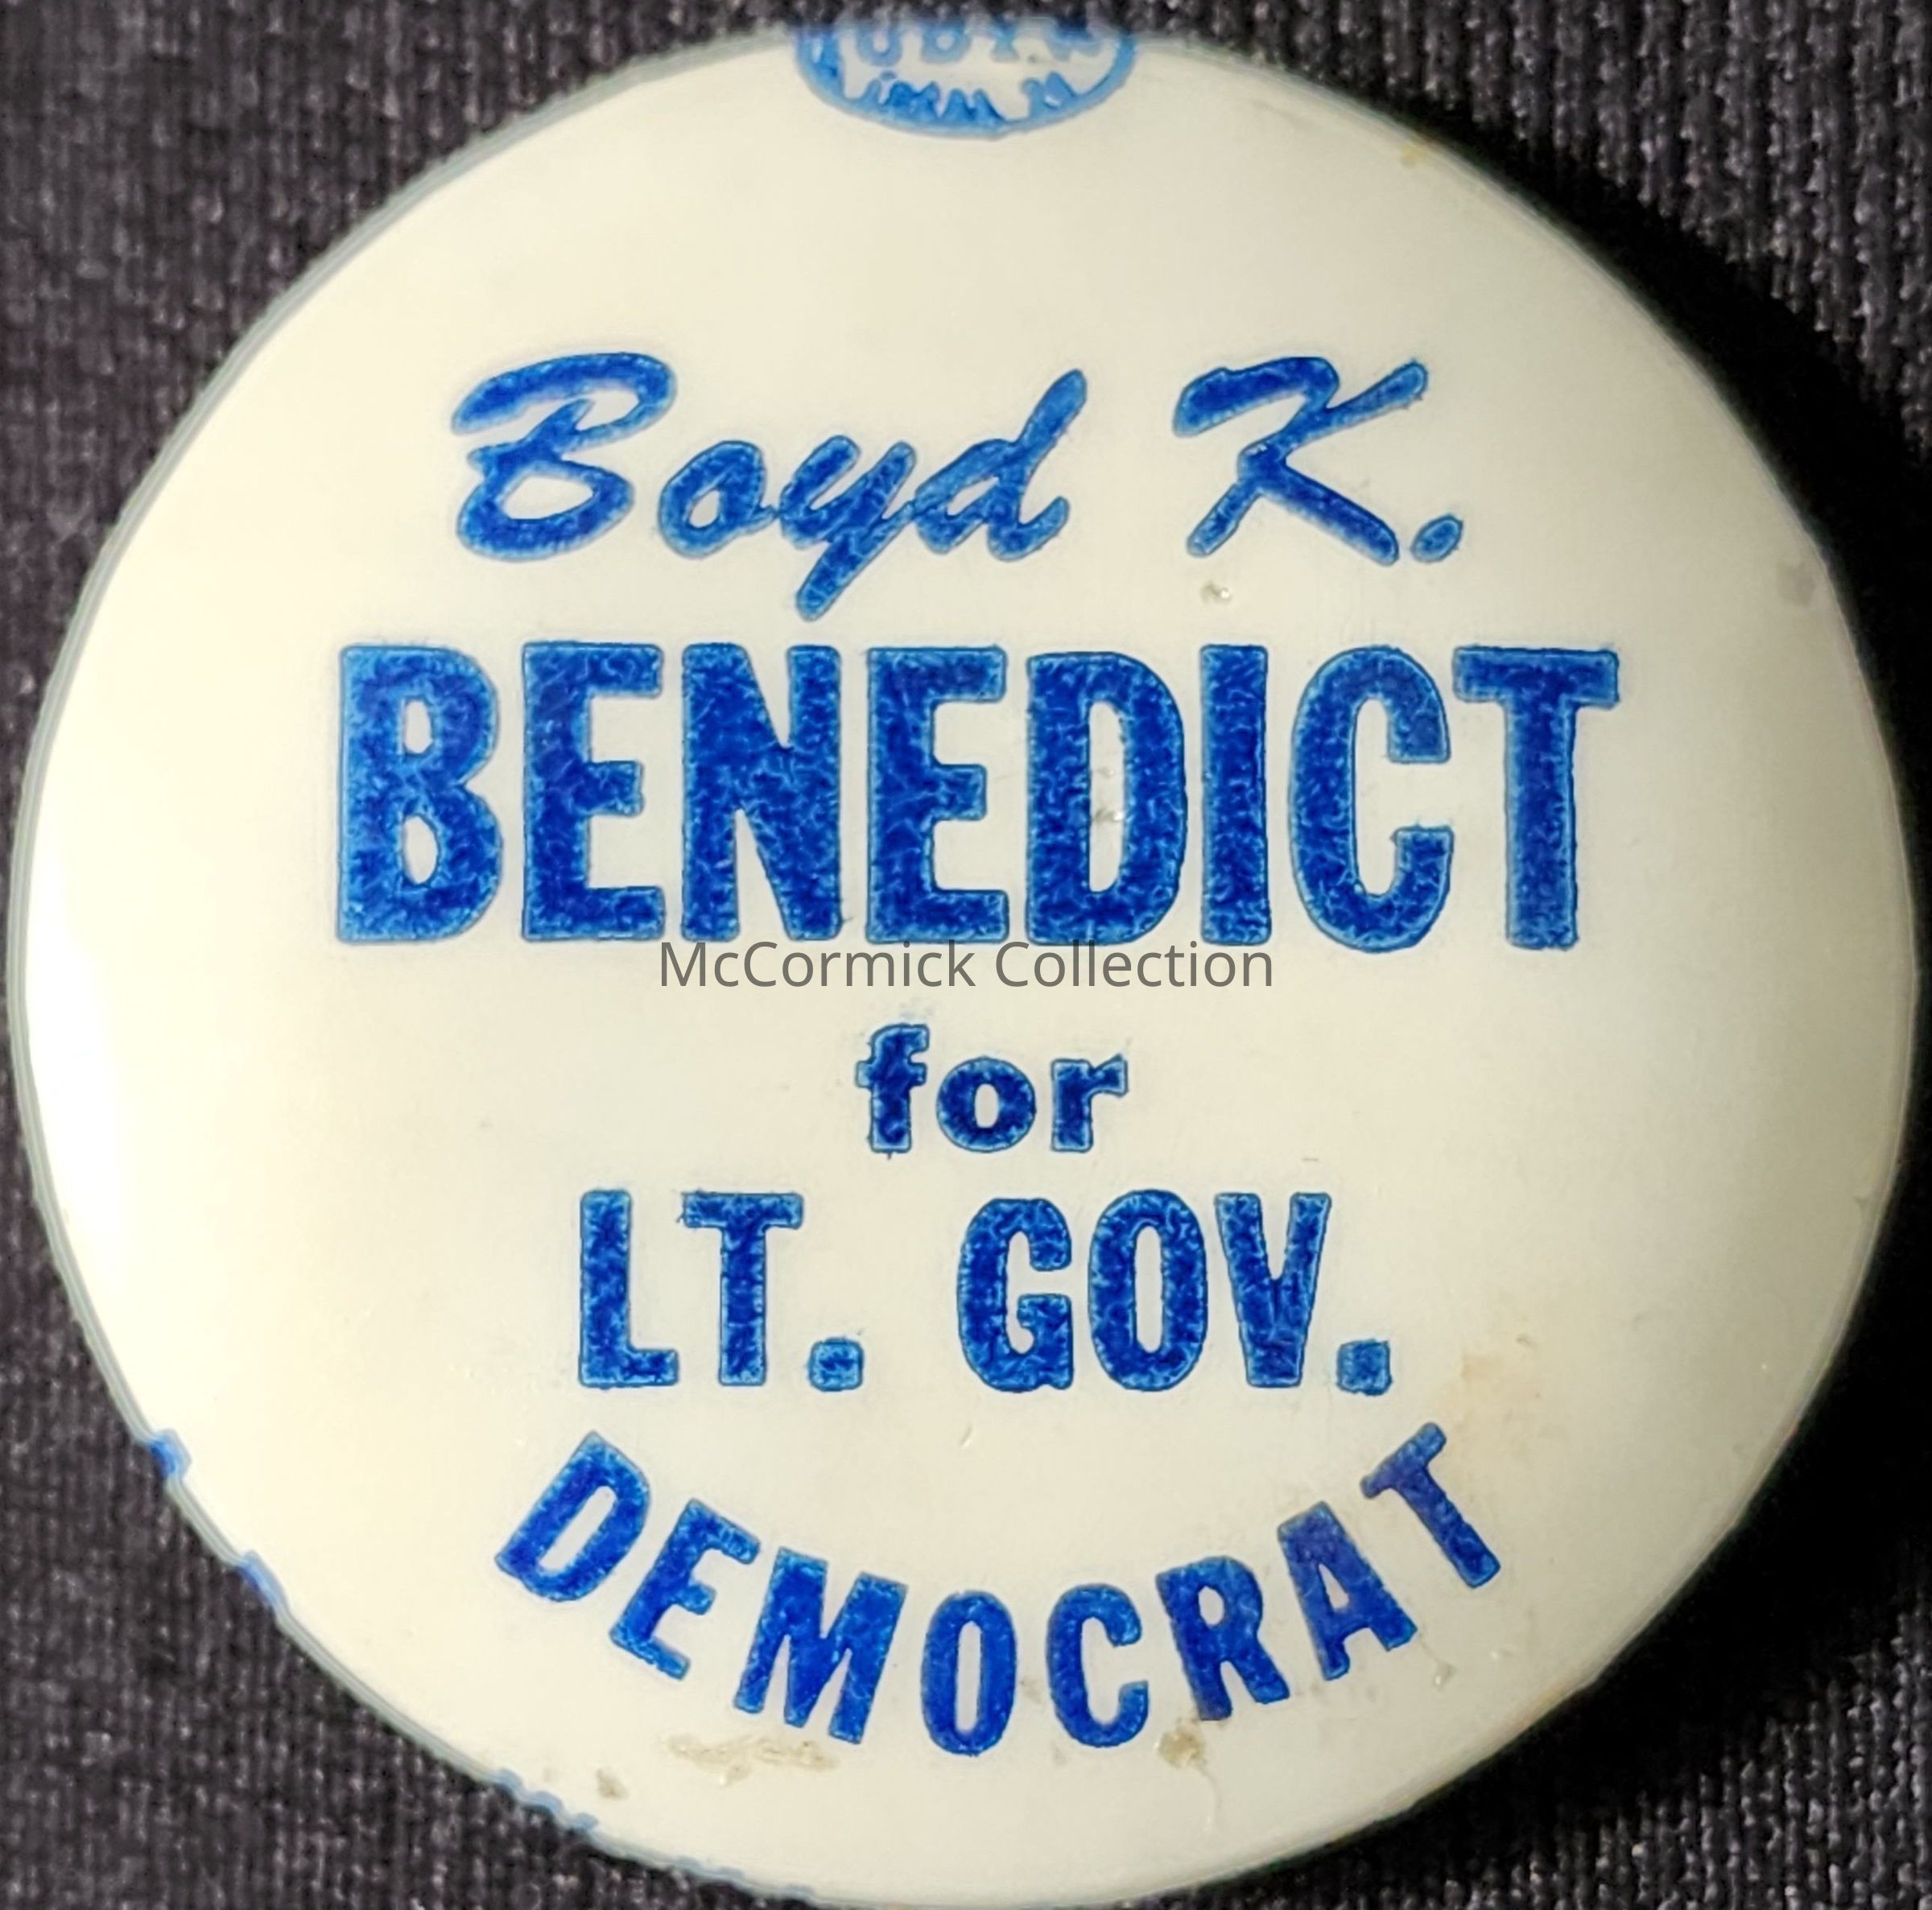 Boyd K.
BENEDICT
McCormick Collection
for
LT. GOV.
DEMOCRAT